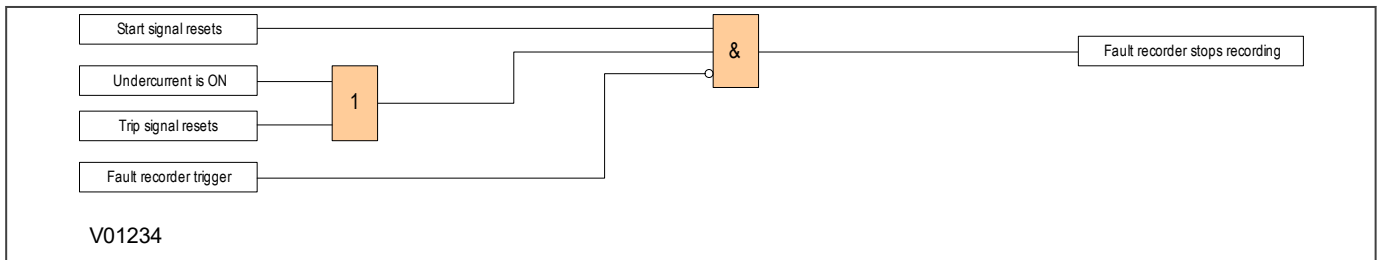 Start signal resets
&
Undercurrent is ON
Fault recorder stops recording
1
Trip signal resets
Fault recorder trigger
V01234